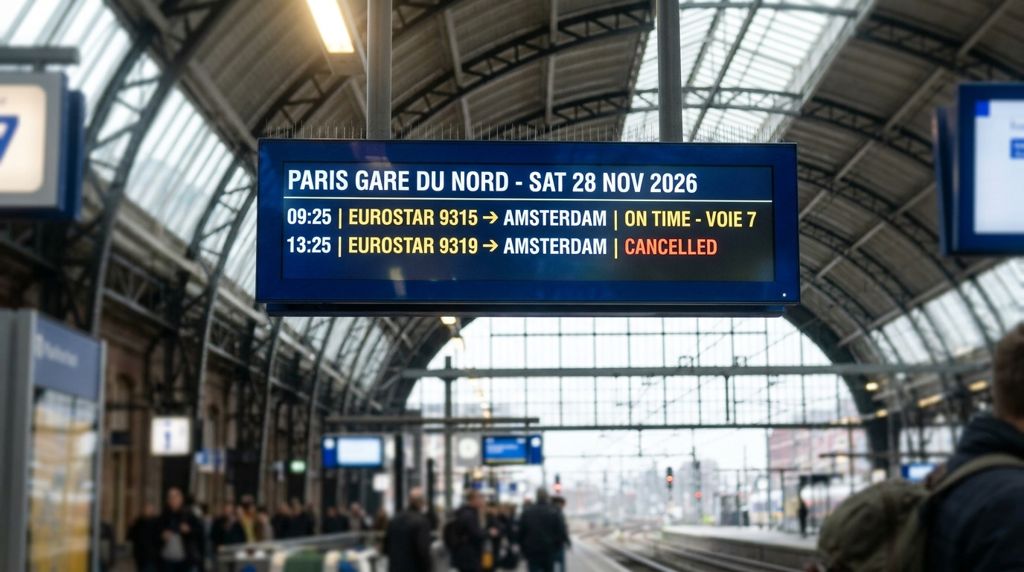 PARIS GARE DU NORD - SAT 28 NOV 2026
09:25 | EUROSTAR 9315 → AMSTERDAM | ON TIME - VOIE 7
13:25 | EUROSTAR 9319 → AMSTERDAM | CANCELLED
7